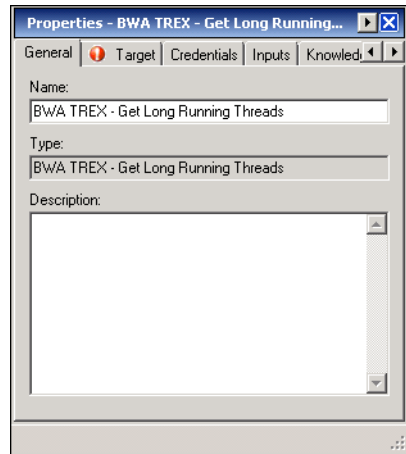 Properties - BWA TREX - Get Long Running...
General Target Credentials Inputs Knowled
Name:
BWA TREX - Get Long Running Threads
Type:
BWA TREX - Get Long Running Threads
Description: